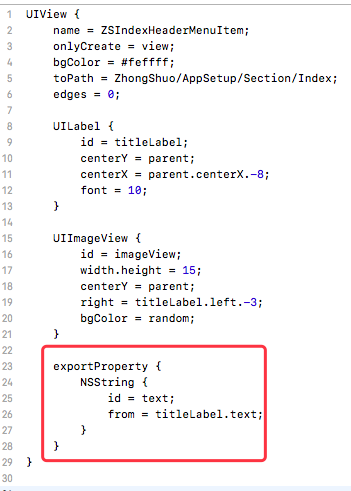 1 UIView {
2     name = ZSIndexHeaderMenuItem;
3     onlyCreate = view;
4     bgColor = #feffff;
5     toPath = ZhongShuo/AppSetup/Section/Index;
6     edges = 0;
7
8     UILabel {
9         id = titleLabel;
10         centerY = parent;
11         centerX = parent.centerX.-8;
12         font = 10;
13     }
14
15     UIImageView {
16         id = imageView;
17         width.height = 15;
18         centerY = parent;
19         right = titleLabel.left.-3;
20         bgColor = random;
21     }
22
23     exportProperty {
24         NSString {
25             id = text;
26             from = titleLabel.text;
27         }
28     }
29 }
30